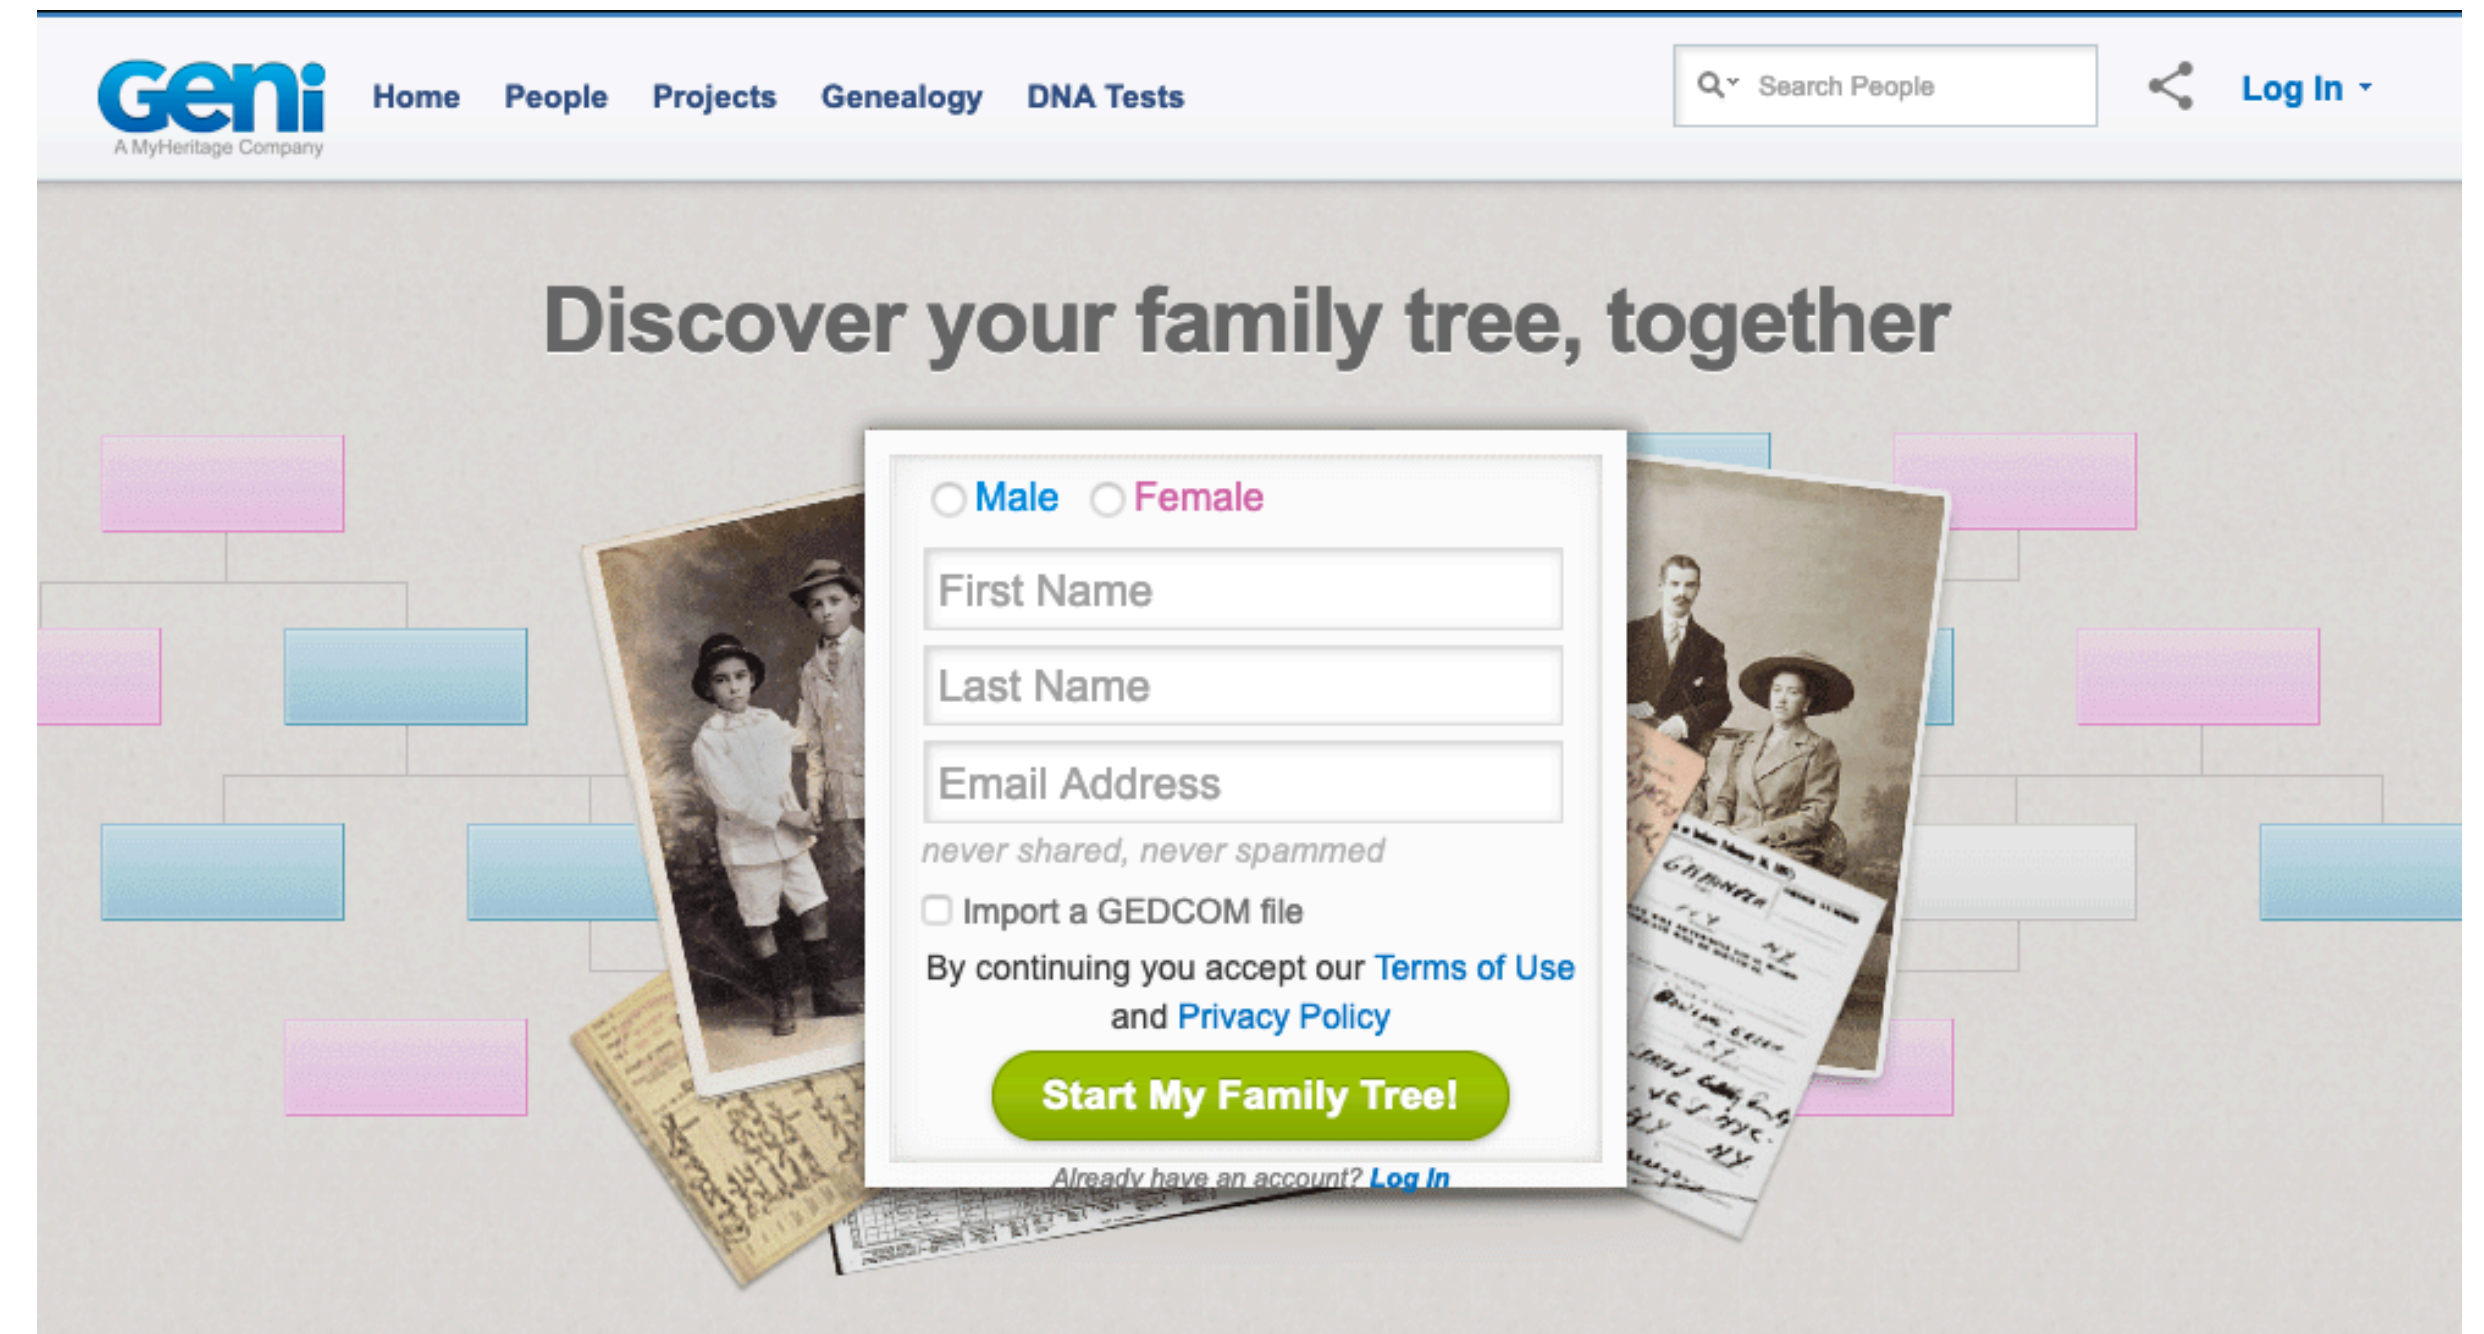 Geni
A MyHeritage Company
Home People Projects Genealogy DNA Tests
Search People
Log In
Discover your family tree, together
Male Female
First Name
Last Name
Email Address
never shared, never spammed
Import a GEDCOM file
By continuing you accept our Terms of Use
and Privacy Policy
Start My Family Tree!
Already have an account? Log In